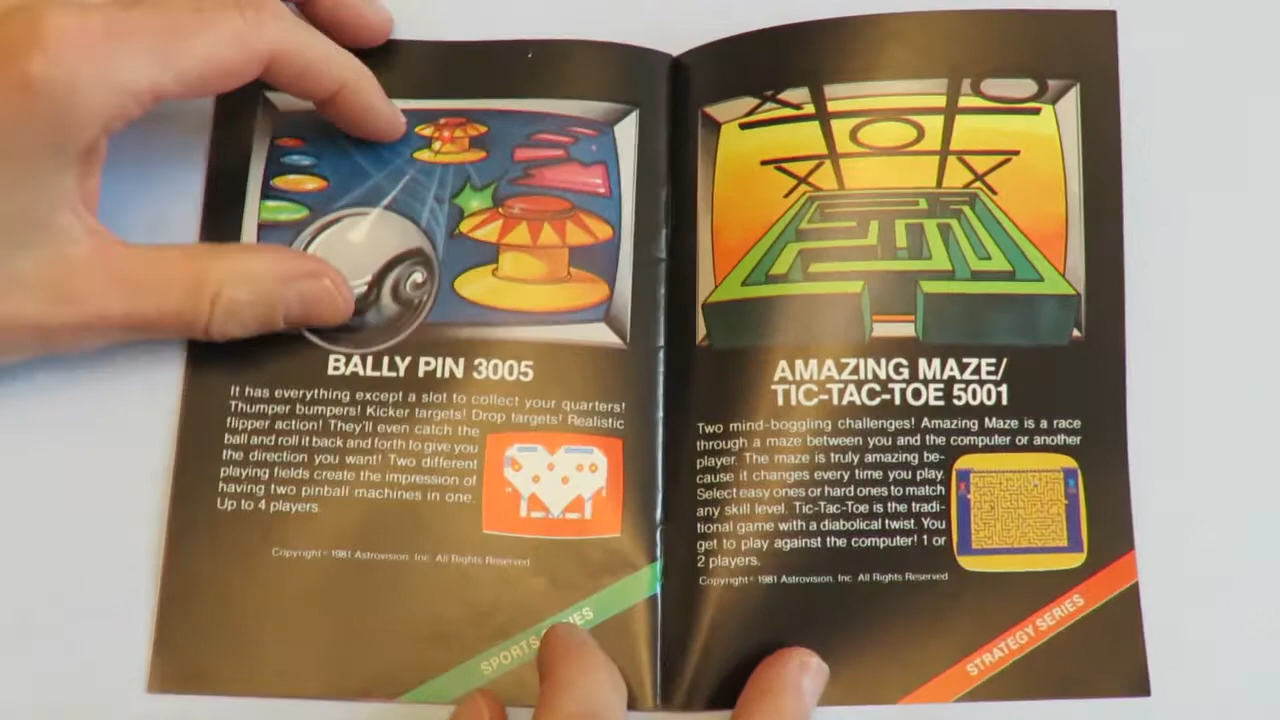 BALLY PIN 3005
It has everything except a slot to collect your quarters!
Thumper bumpers! Kicker targets! Drop targets! Realistic
flipper action! They'll even catch the
ball and roll it back and forth to give you
the direction you want! Two different
playing fields create the impression of
having two pinball machines in one.
Up to 4 players.
Copyright © 1981 Astrovision, Inc. All Rights Reserved
SPORTS
AMAZING MAZE/
TIC-TAC-TOE 5001
Two mind-boggling challenges! Amazing Maze is a race
through a maze between you and the computer or another
player. The maze is truly amazing be-
cause it changes every time you play.
Select easy ones or hard ones to match
any skill level. Tic-Tac-Toe is the tradi-
tional game with a diabolical twist. You
get to play against the computer! 1 or
2 players.
Copyright © 1981 Astrovision, Inc. All Rights Reserved
STRATEGY SERIES